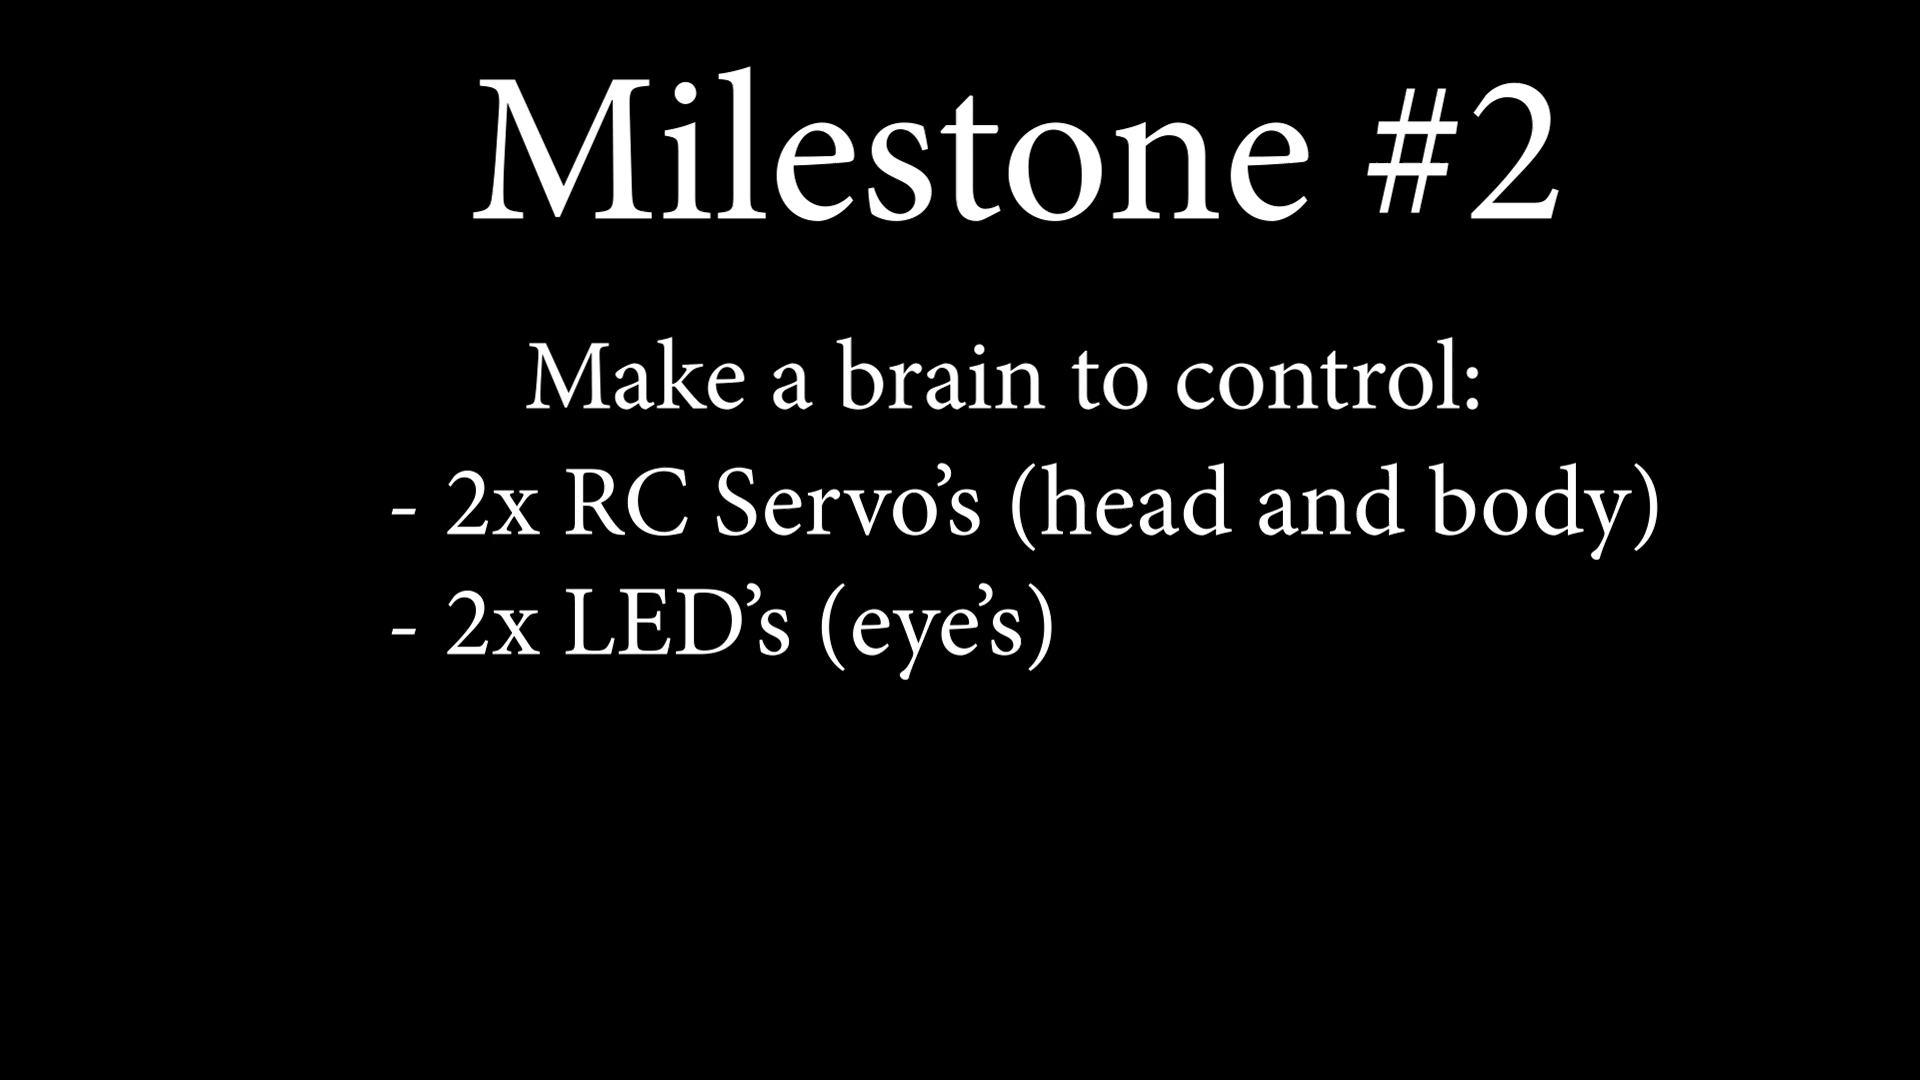 Milestone #2
Make a brain to control:
- 2x RC Servo’s (head and body)
- 2x LED’s (eye’s)